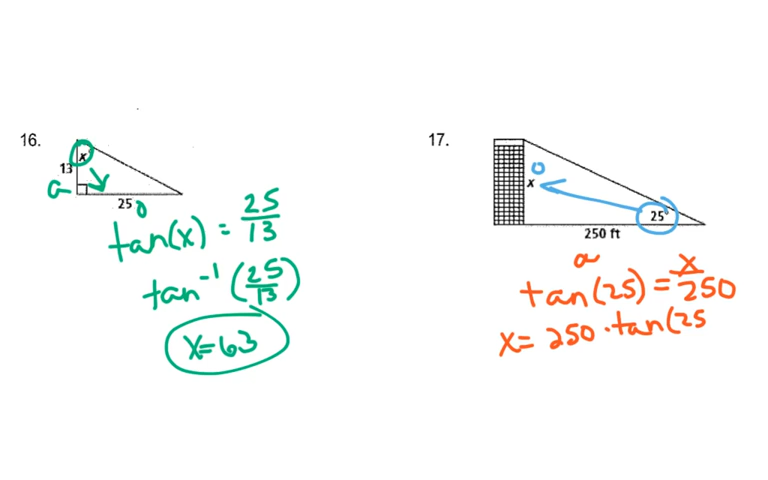 16.
x
13
a
25 o
tan(x) = 25/13
tan⁻¹ (25/13)
x=63
17.
o
x
25°
250 ft
a
tan(25) = x/250
x= 250 ·tan(25